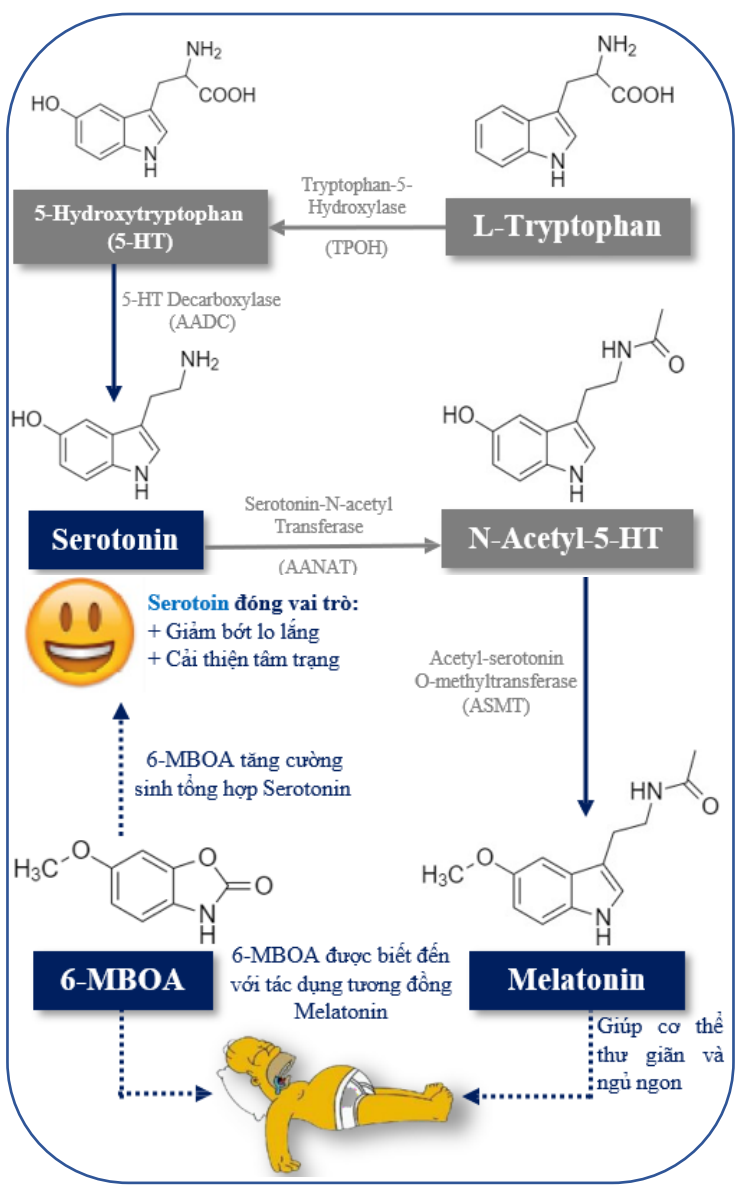 NH₂
HO
COOH
N
H
NH₂
COOH
N
H
5-Hydroxytryptophan
(5-HT)
Tryptophan-5-
Hydroxylase
(TPOH)
L-Tryptophan
5-HT Decarboxylase
(AADC)
NH₂
HO
N
H
HN
O
HO
N
H
Serotonin
Serotonin-N-acetyl
Transferase
(AANAT)
N-Acetyl-5-HT
Serotoin đóng vai trò:
+ Giảm bớt lo lắng
+ Cải thiện tâm trạng
Acetyl-serotonin
O-methyltransferase
(ASMT)
6-MBOA tăng cường
sinh tổng hợp Serotonin
H₃C
O
O
O
N
H
HN
O
H₃C
O
N
H
6-MBOA
6-MBOA được biết đến
với tác dụng tương đồng
Melatonin
Melatonin
Giúp cơ thể
thư giãn và
ngủ ngon